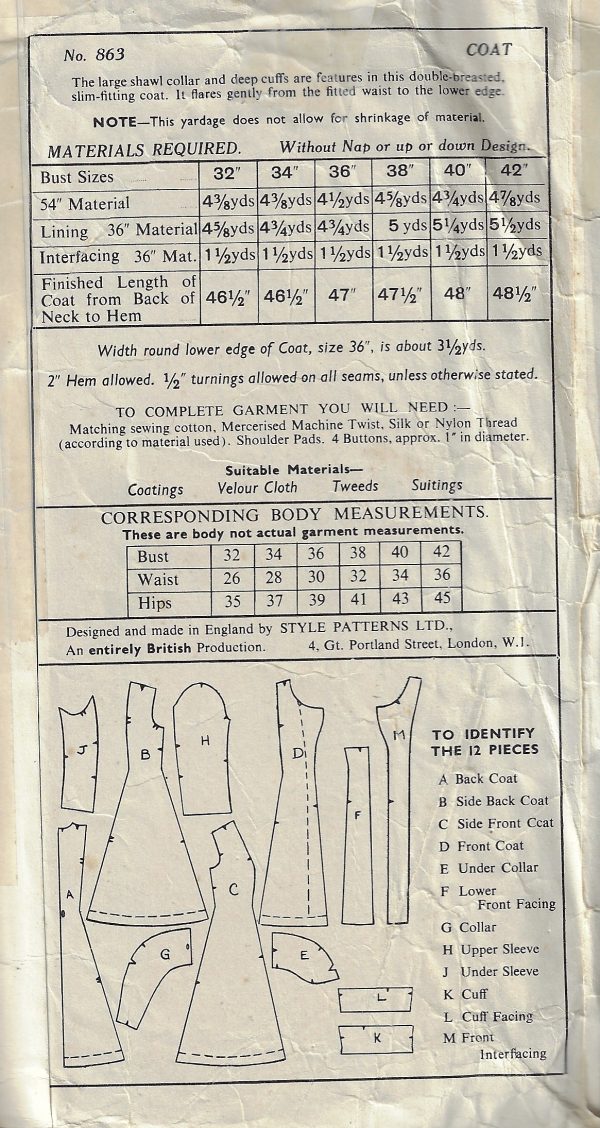 No. 863 COAT
The large shawl collar and deep cuffs are features in this double-breasted,
slim-fitting coat. It flares gently from the fitted waist to the lower edge.
NOTE—This yardage does not allow for shrinkage of material.
MATERIALS REQUIRED. Without Nap or up or down Design.
Bust Sizes 32″ 34″ 36″ 38″ 40″ 42″
54″ Material 4⅜yds 4⅜yds 4½yds 4⅝yds 4¾yds 4⅞yds
Lining 36″ Material 4⅝yds 4¾yds 4¾yds 5 yds 5¼yds 5½yds
Interfacing 36″ Mat. 1½yds 1½yds 1½yds 1½yds 1½yds 1½yds
Finished Length of
Coat from Back of 46½″ 46½″ 47″ 47½″ 48″ 48½″
Neck to Hem
Width round lower edge of Coat, size 36″, is about 3½yds.
2″ Hem allowed. ½″ turnings allowed on all seams, unless otherwise stated.
TO COMPLETE GARMENT YOU WILL NEED :—
Matching sewing cotton, Mercerised Machine Twist, Silk or Nylon Thread
(according to material used). Shoulder Pads. 4 Buttons, approx. 1″ in diameter.
Suitable Materials—
Coatings Velour Cloth Tweeds Suitings
CORRESPONDING BODY MEASUREMENTS.
These are body not actual garment measurements.
Bust 32 34 36 38 40 42
Waist 26 28 30 32 34 36
Hips 35 37 39 41 43 45
Designed and made in England by STYLE PATTERNS LTD.,
An entirely British Production. 4, Gt. Portland Street, London, W.1.
J
B
H
D
M
F
A
C
G
E
L
K
TO IDENTIFY
THE 12 PIECES
A Back Coat
B Side Back Coat
C Side Front Coat
D Front Coat
E Under Collar
F Lower
Front Facing
G Collar
H Upper Sleeve
J Under Sleeve
K Cuff
L Cuff Facing
M Front
Interfacing